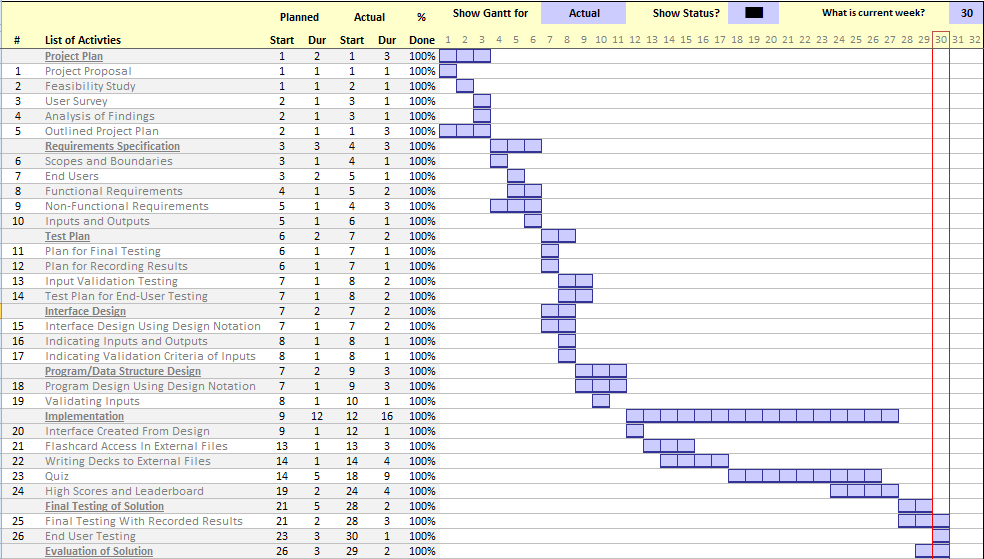 Planned Actual % Show Gantt for Actual Show Status? What is current week? 30
# List of Activties Start Dur Start Dur Done 1 2 3 4 5 6 7 8 9 10 11 12 13 14 15 16 17 18 19 20 21 22 23 24 25 26 27 28 29 30 31 32
Project Plan 1 2 1 3 100%
1 Project Proposal 1 1 1 1 100%
2 Feasibility Study 1 1 2 1 100%
3 User Survey 2 1 3 1 100%
4 Analysis of Findings 2 1 3 1 100%
5 Outlined Project Plan 2 1 1 3 100%
Requirements Specification 3 3 4 3 100%
6 Scopes and Boundaries 3 1 4 1 100%
7 End Users 3 2 5 1 100%
8 Functional Requirements 4 1 5 2 100%
9 Non-Functional Requirements 5 1 4 3 100%
10 Inputs and Outputs 5 1 6 1 100%
Test Plan 6 2 7 2 100%
11 Plan for Final Testing 6 1 7 1 100%
12 Plan for Recording Results 6 1 7 1 100%
13 Input Validation Testing 7 1 8 2 100%
14 Test Plan for End-User Testing 7 1 8 2 100%
Interface Design 7 2 7 2 100%
15 Interface Design Using Design Notation 7 1 7 2 100%
16 Indicating Inputs and Outputs 8 1 8 1 100%
17 Indicating Validation Criteria of Inputs 8 1 8 1 100%
Program/Data Structure Design 7 2 9 3 100%
18 Program Design Using Design Notation 7 1 9 3 100%
19 Validating Inputs 8 1 10 1 100%
Implementation 9 12 12 16 100%
20 Interface Created From Design 9 1 12 1 100%
21 Flashcard Access In External Files 13 1 13 3 100%
22 Writing Decks to External Files 14 1 14 4 100%
23 Quiz 14 5 18 9 100%
24 High Scores and Leaderboard 19 2 24 4 100%
Final Testing of Solution 21 5 28 2 100%
25 Final Testing With Recorded Results 21 2 28 3 100%
26 End User Testing 23 3 30 1 100%
Evaluation of Solution 26 3 29 2 100%